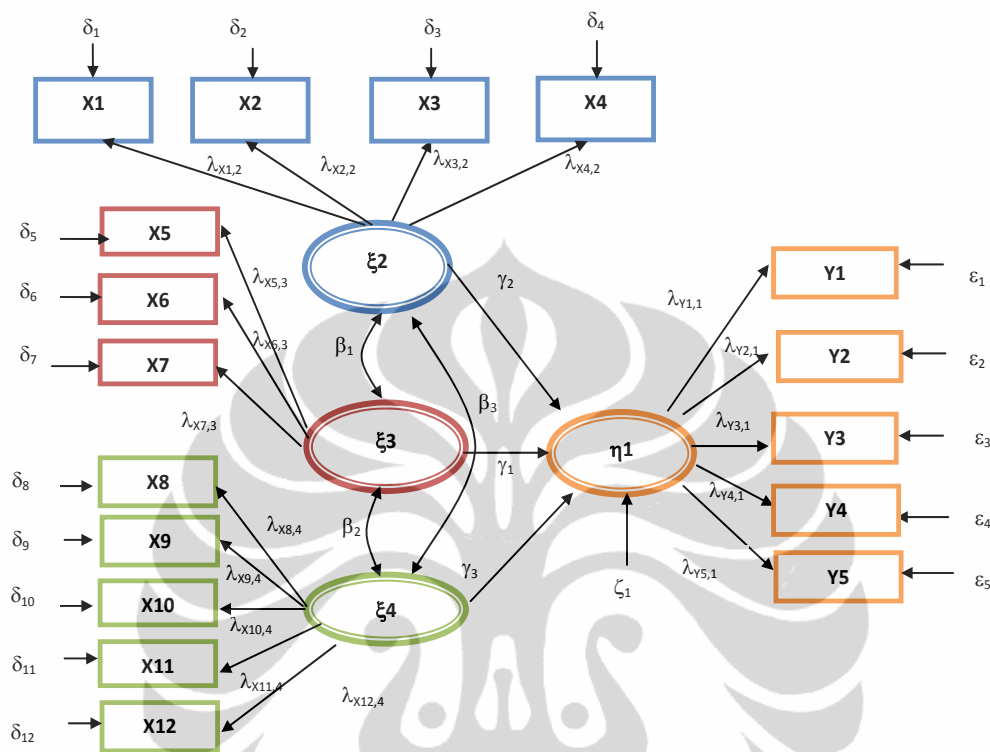 δ₁ δ₂ δ₃ δ₄
X1 X2 X3 X4
λX1,2 λX2,2 λX3,2 λX4,2
δ₅ X5
ξ2
λX5,3
γ₂
Y1 ε₁
δ₆ X6
λY1,1
λX6,3
β₁
δ₇ X7
λY2,1
Y2 ε₂
β₃
λX7,3
ξ3
γ₁
η1
λY3,1
Y3 ε₃
δ₈ X8
λX8,4
β₂
λY4,1
Y4 ε₄
δ₉ X9
λX9,4
γ₃
λY5,1
Y5 ε₅
ζ₁
δ₁₀ X10
ξ4
λX10,4
δ₁₁ X11
λX11,4
λX12,4
δ₁₂ X12